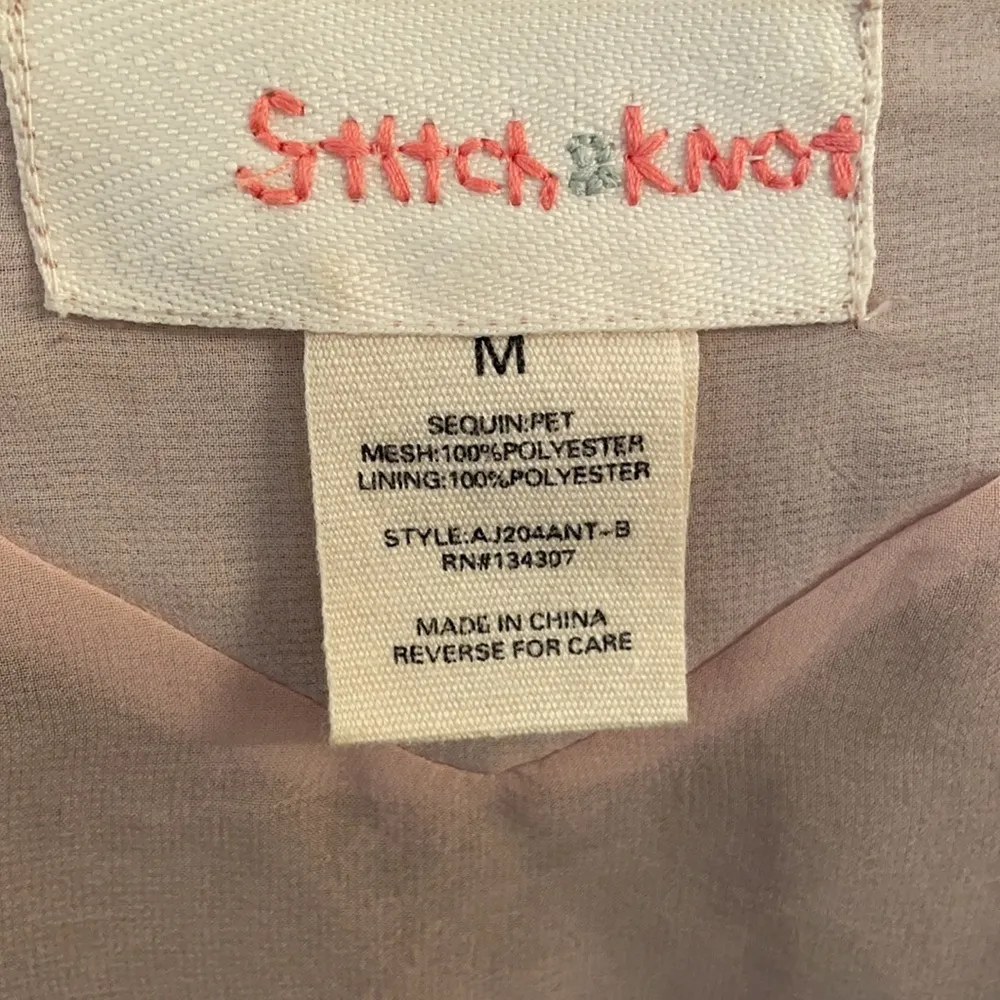 Stitch & Knot
M
SEQUIN:PET
MESH:100%POLYESTER
LINING:100%POLYESTER
STYLE:AJ204ANT-B
RN#134307
MADE IN CHINA
REVERSE FOR CARE